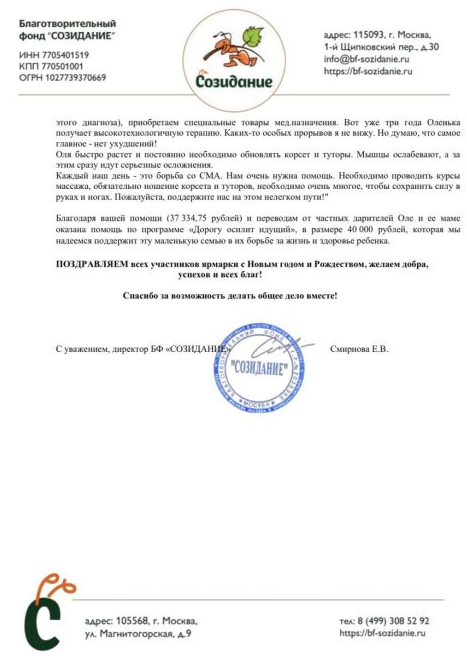 Благотворительный
фонд "СОЗИДАНИЕ"
ИНН 7705401519
КПП 770501001
ОГРН 1027739370669
Созидание
адрес: 115093, г. Москва,
1-й Щипковский пер., д.30
info@bf-sozidanie.ru
https://bf-sozidanie.ru
этого диагноза), приобретаем специальные товары мед.назначения. Вот уже три года Оленька
получает высокотехнологичную терапию. Каких-то особых прорывов я не вижу. Но думаю, что самое
главное - нет ухудшений!
Оля быстро растет и постоянно необходимо обновлять корсет и туторы. Мышцы ослабевают, а за
этим сразу идут серьезные осложнения.
Каждый наш день - это борьба со СМА. Нам очень нужна помощь. Необходимо проводить курсы
массажа, обязательно ношение корсета и туторов, необходимо очень многое, чтобы сохранить силу в
руках и ногах. Пожалуйста, поддержите нас на этом нелегком пути!"
Благодаря вашей помощи (37 334,75 рублей) и переводам от частных дарителей Оле и ее маме
оказана помощь по программе «Дорогу осилит идущий», в размере 40 000 рублей, которая мы
надеемся поддержит эту маленькую семью в их борьбе за жизнь и здоровье ребенка.
ПОЗДРАВЛЯЕМ всех участников ярмарки с Новым годом и Рождеством, желаем добра,
успехов и всех благ!
Спасибо за возможность делать общее дело вместе!
С уважением, директор БФ «СОЗИДАНИЕ»
Смирнова Е.В.
"СОЗИДАНИЕ"
МОСКВА
адрес: 105568, г. Москва,
ул. Магнитогорская, д.9
тел: 8 (499) 308 52 92
https://bf-sozidanie.ru